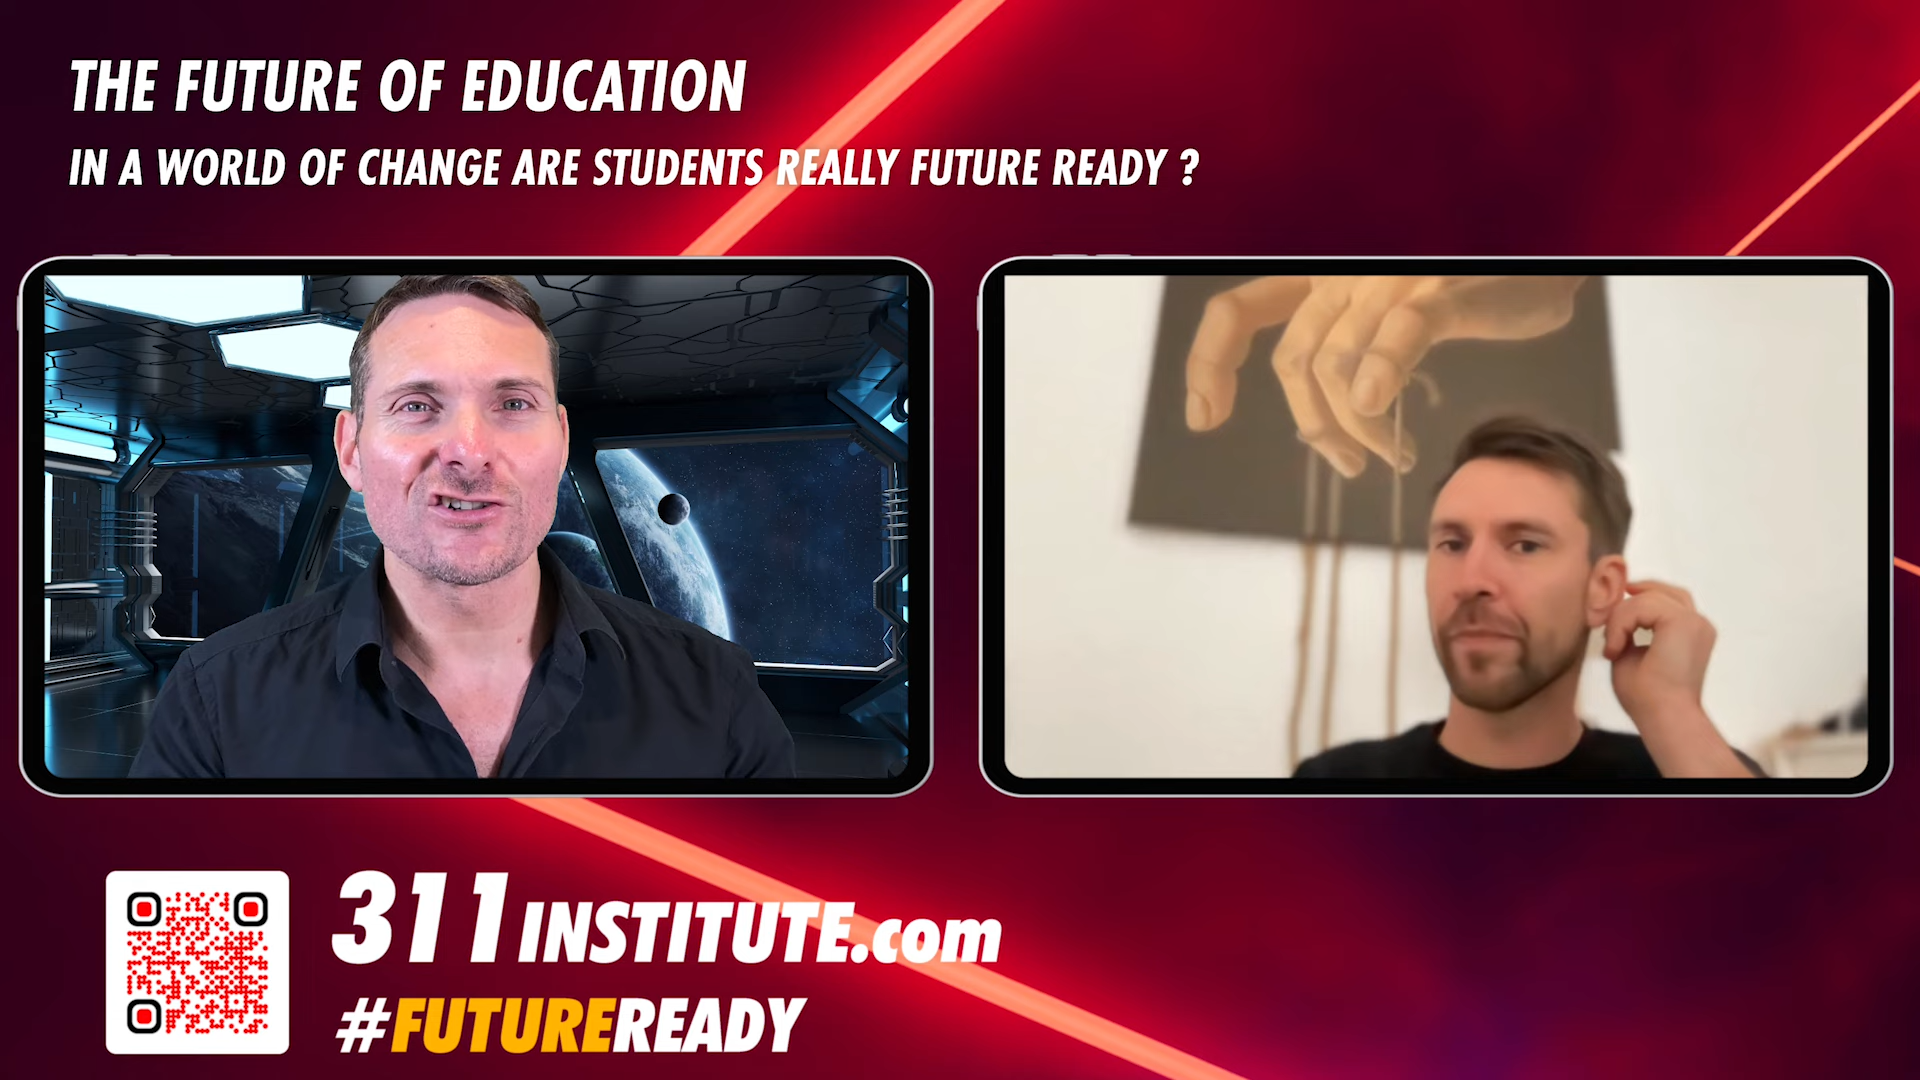 THE FUTURE OF EDUCATION
IN A WORLD OF CHANGE ARE STUDENTS REALLY FUTURE READY ?
311INSTITUTE.com
#FUTUREREADY